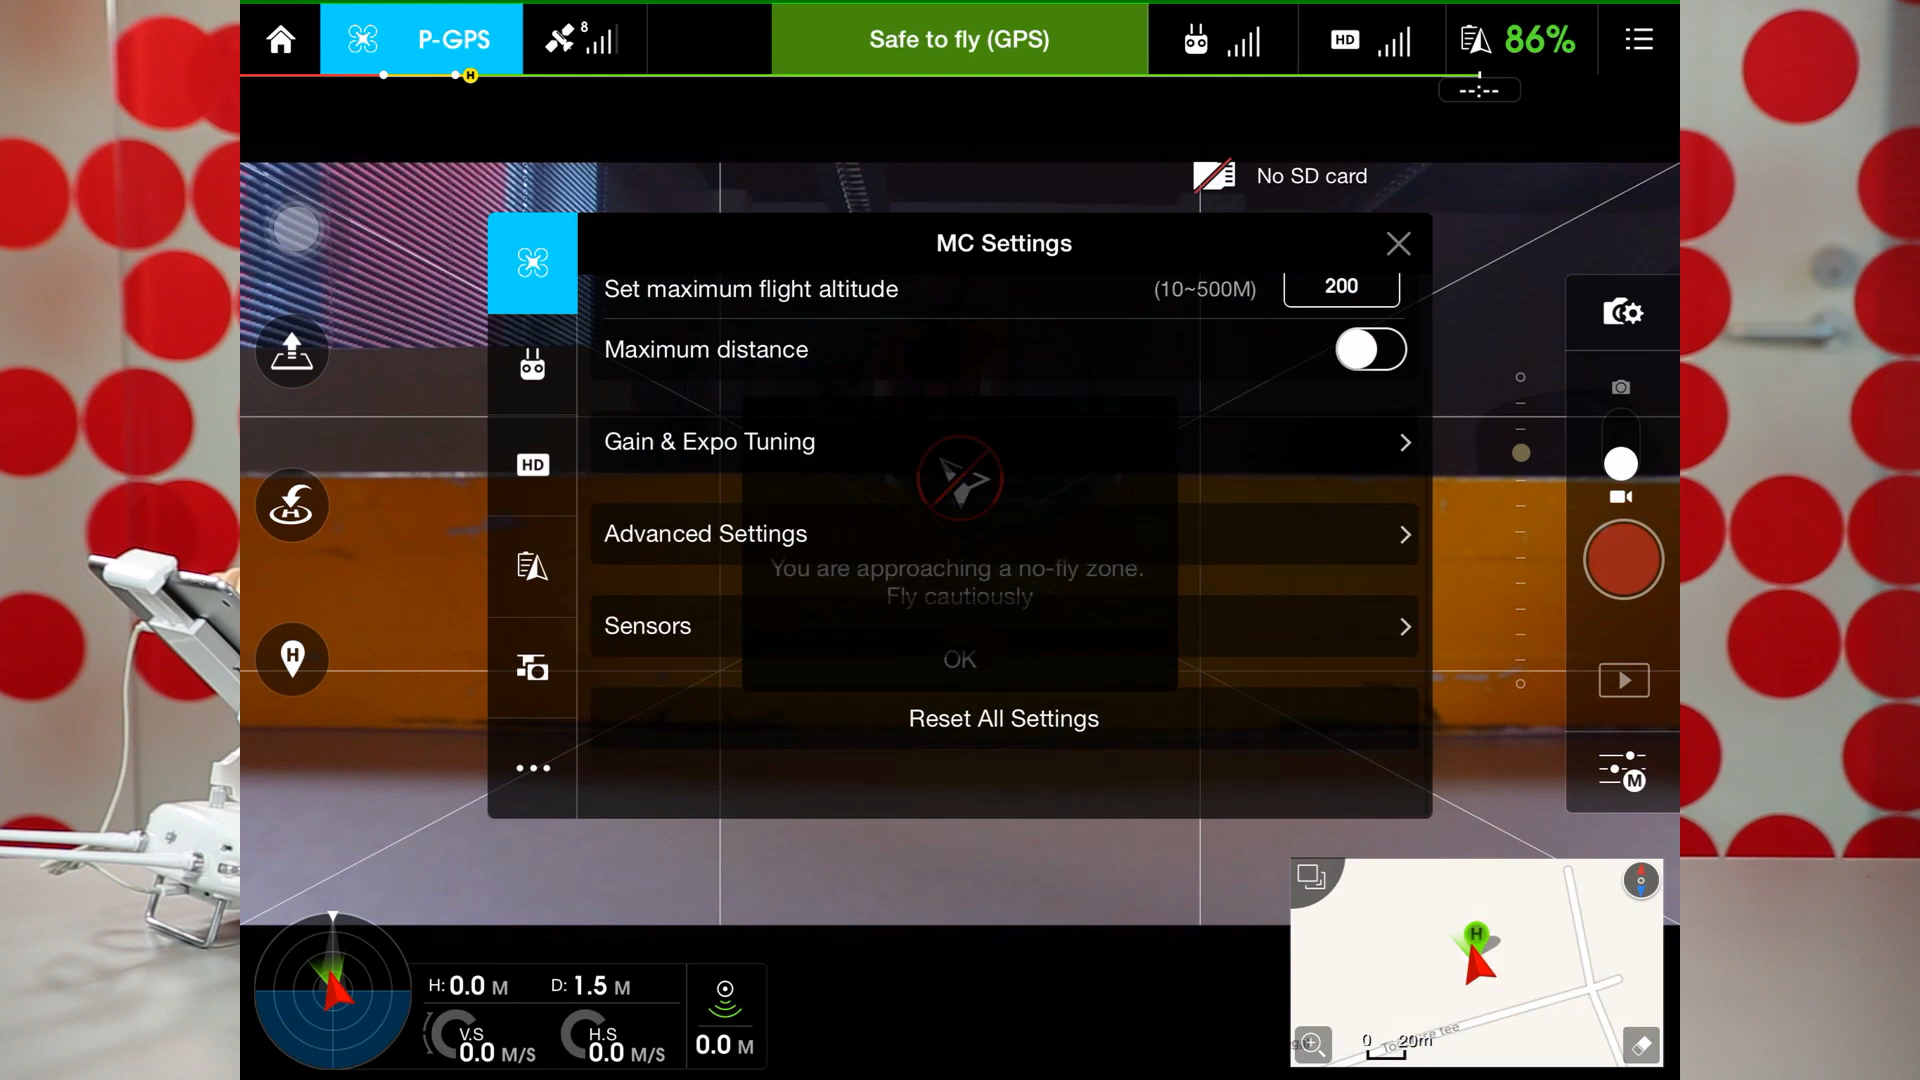 P-GPS
8
Safe to fly (GPS)
HD
86%
H
--:--
No SD card
MC Settings
Set maximum flight altitude (10~500M) 200
Maximum distance
Gain & Expo Tuning
HD
Advanced Settings
You are approaching a no-fly zone.
Fly cautiously
Sensors
OK
H
H
Reset All Settings
M
H
H: 0.0 M D: 1.5 M
V.S 0.0 M/S
H.S 0.0 M/S
0.0 M
0 20m